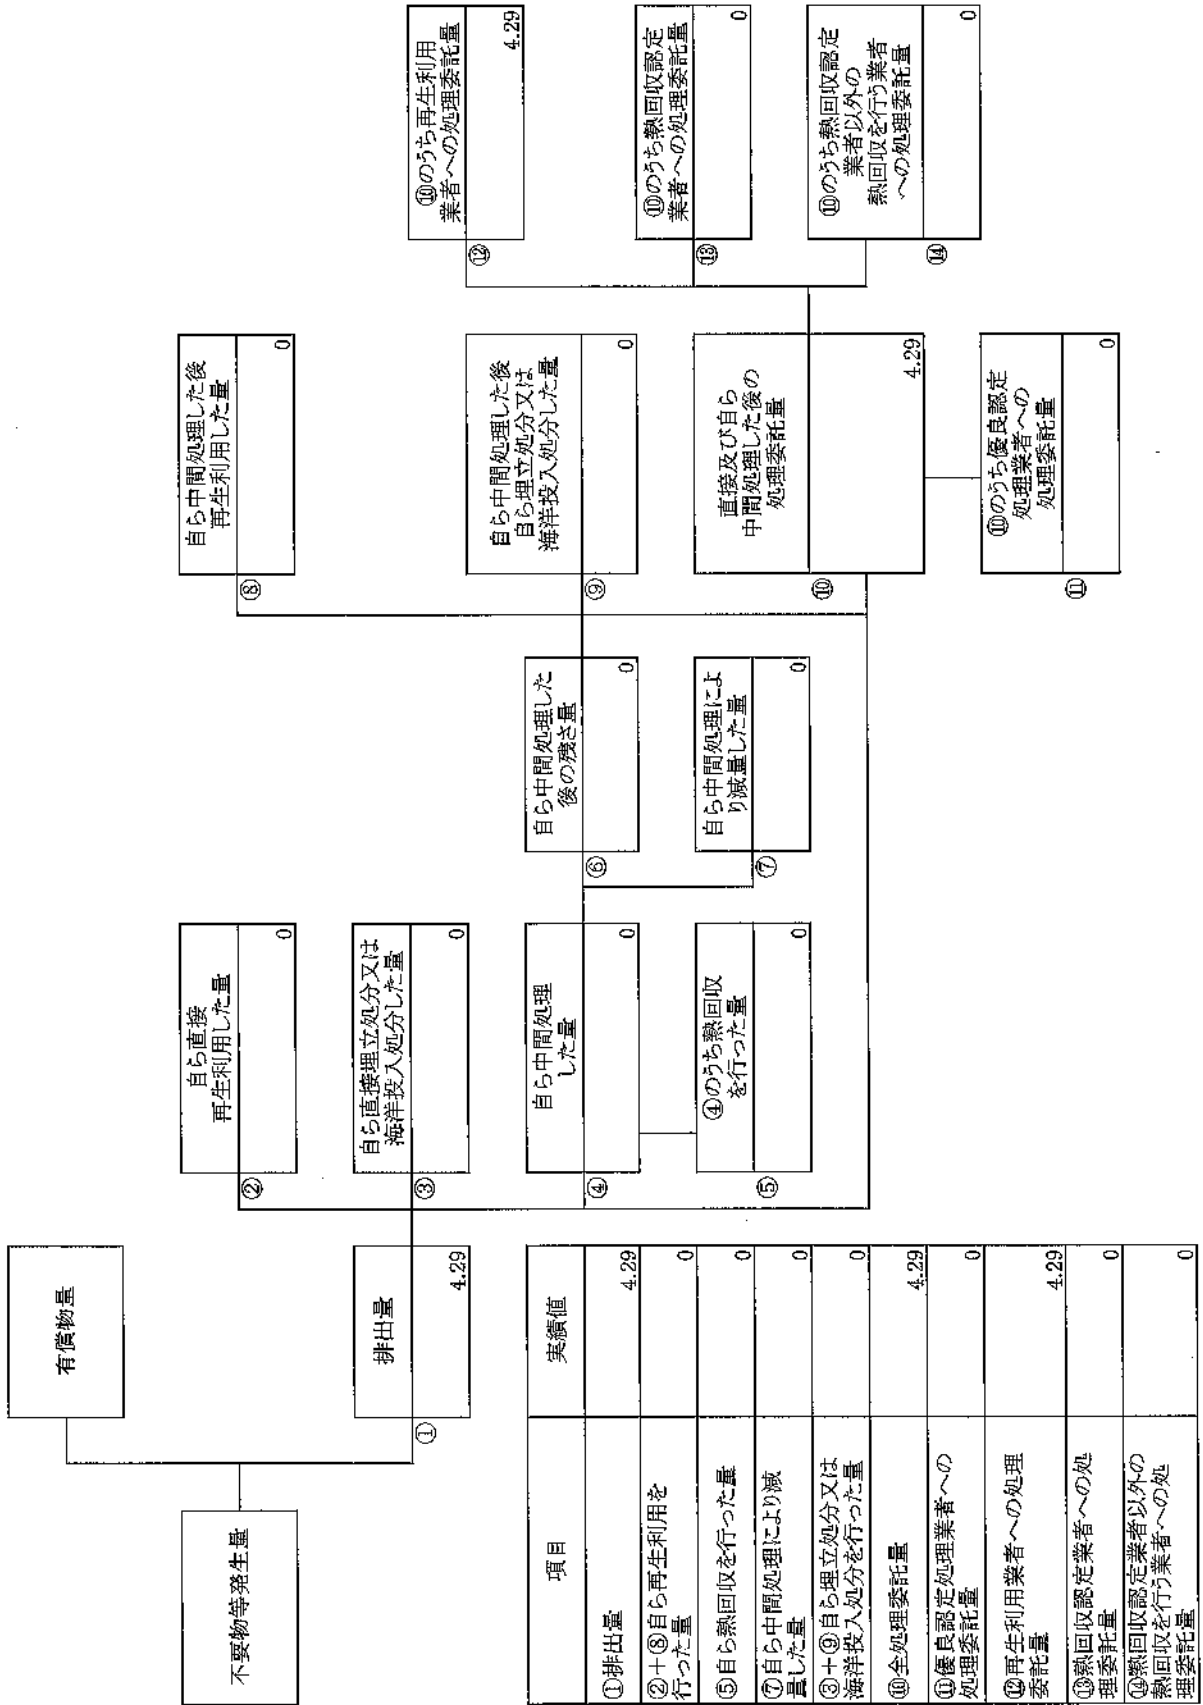 不要物等発生量
有償物量
①
排出量
4.29
②
自ら直接
再生利用した量
0
③
自ら直接埋立処分又は
海洋投入処分した量
0
④
自ら中間処理
した量
0
⑤
④のうち熱回収
を行った量
0
⑥
自ら中間処理した
後の残さ量
0
⑦
自ら中間処理によ
り減量した量
0
⑧
自ら中間処理した後
再生利用した量
0
⑨
自ら中間処理した後
自ら埋立処分又は
海洋投入処分した量
0
⑩
直接及び自ら
中間処理した後の
処理委託量
4.29
⑪
⑩のうち優良認定
処理業者への
処理委託量
0
⑫
⑩のうち再生利用
業者への処理委託量
4.29
⑬
⑩のうち熱回収認定
業者への処理委託量
0
⑭
⑩のうち熱回収認定
業者以外の
熱回収を行う業者
への処理委託量
0
項目 実績値
①排出量 4.29
②+⑧自ら再生利用を
行った量 0
⑤自ら熱回収を行った量 0
⑦自ら中間処理により減
量した量 0
③+⑨自ら埋立処分又は
海洋投入処分を行った量 0
⑩全処理委託量 4.29
⑪優良認定処理業者への
処理委託量 0
⑫再生利用業者への処理
委託量 4.29
⑬熱回収認定業者への処
理委託量 0
⑭熱回収認定業者以外の
熱回収を行う業者への処
理委託量 0